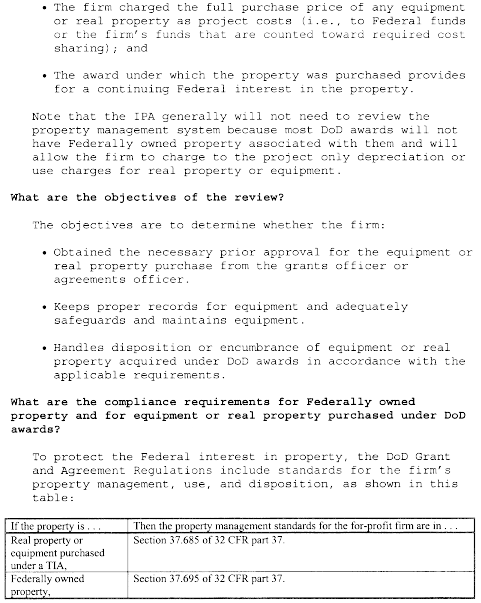 • The firm charged the full purchase price of any equipment
or real property as project costs (i.e., to Federal funds
or the firm's funds that are counted toward required cost
sharing); and
• The award under which the property was purchased provides
for a continuing Federal interest in the property.
Note that the IPA generally will not need to review the
property management system because most DoD awards will not
have Federally owned property associated with them and will
allow the firm to charge to the project only depreciation or
use charges for real property or equipment.
What are the objectives of the review?
The objectives are to determine whether the firm:
• Obtained the necessary prior approval for the equipment or
real property purchase from the grants officer or
agreements officer.
• Keeps proper records for equipment and adequately
safeguards and maintains equipment.
• Handles disposition or encumbrance of equipment or real
property acquired under DoD awards in accordance with the
applicable requirements.
What are the compliance requirements for Federally owned
property and for equipment or real property purchased under DoD
awards?
To protect the Federal interest in property, the DoD Grant
and Agreement Regulations include standards for the firm's
property management, use, and disposition, as shown in this
table:
If the property is . . . Then the property management standards for the for-profit firm are in . . .
Real property or Section 37.685 of 32 CFR part 37.
equipment purchased
under a TIA,
Federally owned Section 37.695 of 32 CFR part 37.
property,